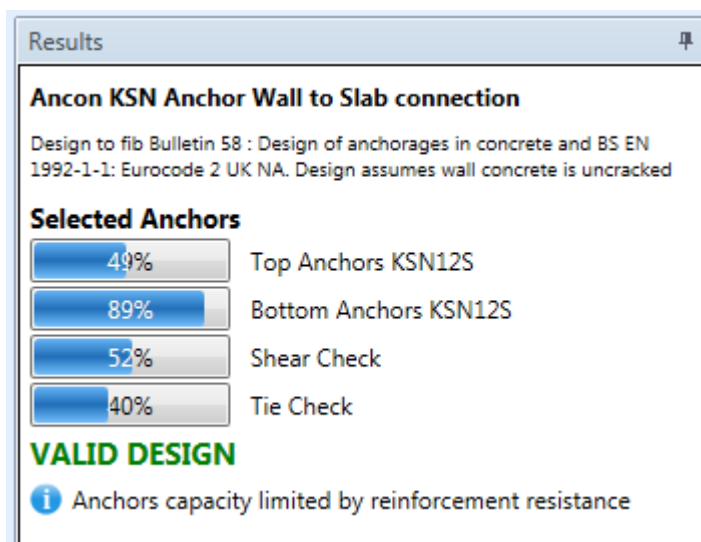 Results
Ancon KSN Anchor Wall to Slab connection
Design to fib Bulletin 58 : Design of anchorages in concrete and BS EN
1992-1-1: Eurocode 2 UK NA. Design assumes wall concrete is uncracked
Selected Anchors
49% Top Anchors KSN12S
89% Bottom Anchors KSN12S
52% Shear Check
40% Tie Check
VALID DESIGN
Anchors capacity limited by reinforcement resistance